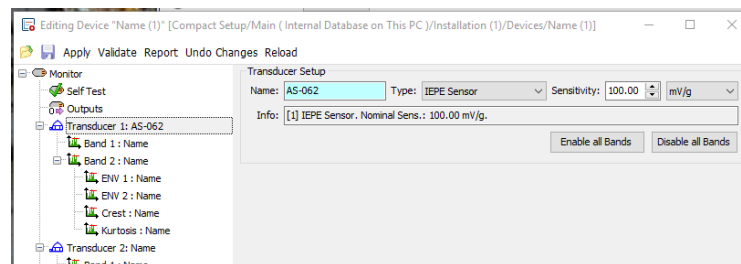 Editing Device "Name (1)" [Compact Setup/Main ( Internal Database on This PC )/Installation (1)/Devices/Name (1)]
Apply Validate Report Undo Changes Reload
Monitor
Self Test
Outputs
Transducer 1: AS-062
Band 1 : Name
Band 2 : Name
ENV 1 : Name
ENV 2 : Name
Crest : Name
Kurtosis : Name
Transducer 2: Name
Band 1 : Name
Transducer Setup
Name: AS-062 Type: IEPE Sensor Sensitivity: 100.00 mV/g
Info: [1] IEPE Sensor. Nominal Sens.: 100.00 mV/g.
Enable all Bands Disable all Bands